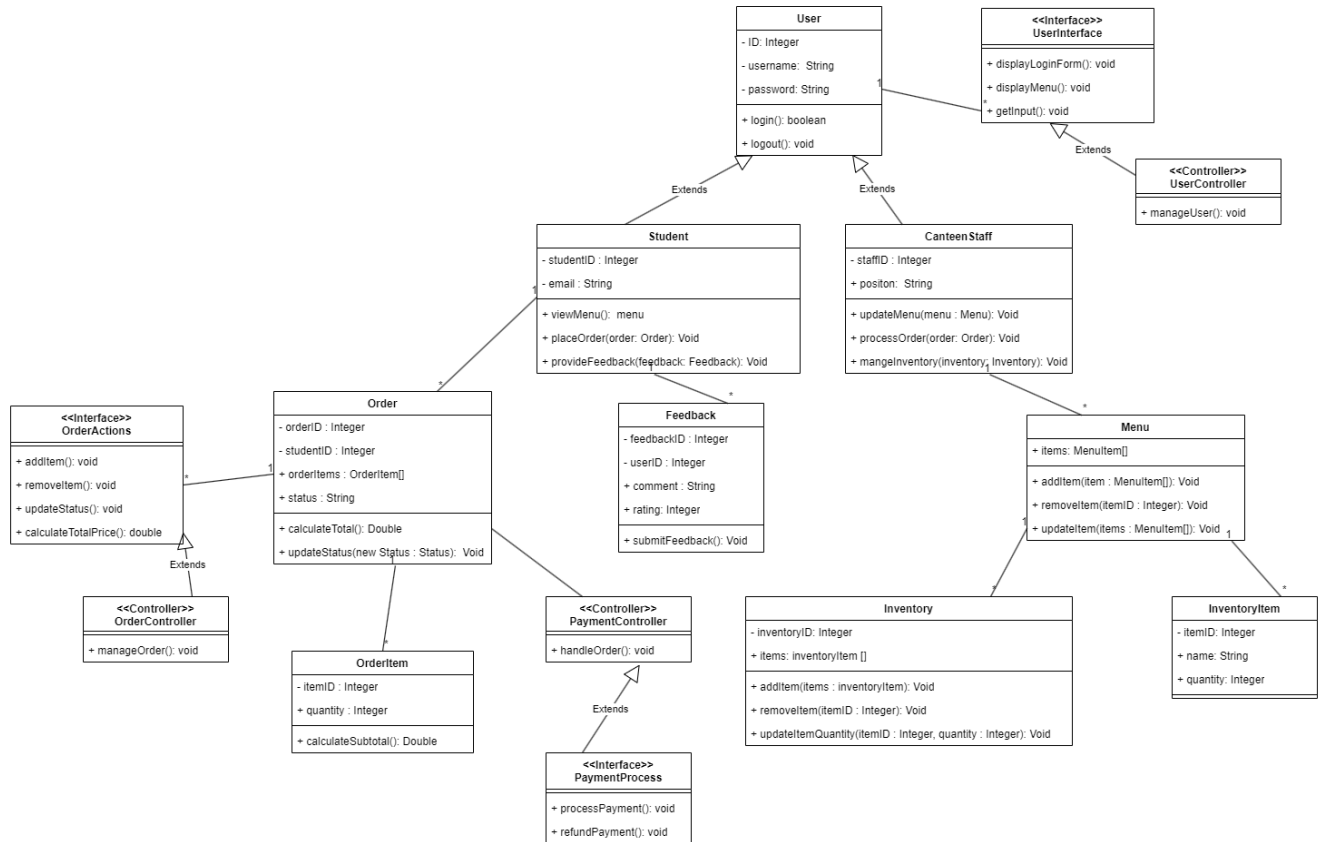 User
- ID: Integer
- username: String
- password: String
+ login(): boolean
+ logout(): void
<<Interface>>
UserInterface
+ displayLoginForm(): void
+ displayMenu(): void
+ getInput(): void
1
*
Extends
<<Controller>>
UserController
+ manageUser(): void
Extends
Extends
Student
- studentID : Integer
- email : String
+ viewMenu(): menu
+ placeOrder(order: Order): Void
+ provideFeedback(feedback: Feedback): Void
CanteenStaff
- staffID : Integer
+ positon: String
+ updateMenu(menu : Menu): Void
+ processOrder(order: Order): Void
+ mangeInventory(inventory: Inventory): Void
1
*
1
*
1
*
<<Interface>>
OrderActions
+ addItem(): void
+ removeItem(): void
+ updateStatus(): void
+ calculateTotalPrice(): double
*
1
Order
- orderID : Integer
- studentID : Integer
+ orderItems : OrderItem[]
+ status : String
+ calculateTotal(): Double
+ updateStatus(new Status : Status): Void
Feedback
- feedbackID : Integer
- userID : Integer
+ comment : String
+ rating: Integer
+ submitFeedback(): Void
Menu
+ items: MenuItem[]
+ addItem(item : MenuItem[]): Void
+ removeItem(itemID : Integer): Void
+ updateItem(items : MenuItem[]): Void
Extends
1
*
1
*
1
*
<<Controller>>
OrderController
+ manageOrder(): void
<<Controller>>
PaymentController
+ handleOrder(): void
Inventory
- inventoryID: Integer
+ items: inventoryItem []
+ addItem(items : inventoryItem): Void
+ removeItem(itemID : Integer): Void
+ updateItemQuantity(itemID : Integer, quantity : Integer): Void
InventoryItem
- itemID: Integer
+ name: String
+ quantity: Integer
OrderItem
- itemID : Integer
+ quantity : Integer
+ calculateSubtotal(): Double
Extends
<<Interface>>
PaymentProcess
+ processPayment(): void
+ refundPayment(): void